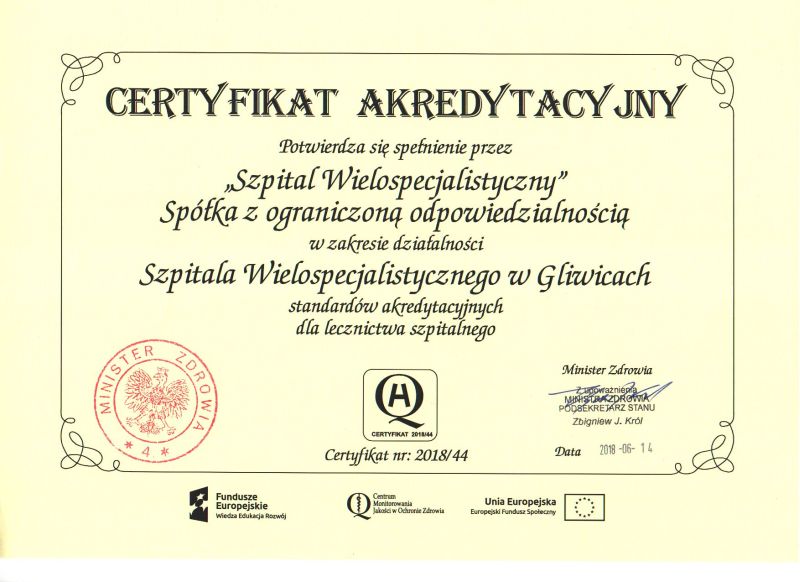 CERTYFIKAT AKREDYTACYJNY
Potwierdza się spełnienie przez
„Szpital Wielospecjalistyczny”
Spółka z ograniczoną odpowiedzialnością
w zakresie działalności
Szpitala Wielospecjalistycznego w Gliwicach
standardów akredytacyjnych
dla lecznictwa szpitalnego
MINISTER ZDROWIA
* 4 *
HQ
CERTYFIKAT 2018/44
Certyfikat nr: 2018/44
Minister Zdrowia
Z upoważnienia
MINISTRA ZDROWIA
PODSEKRETARZ STANU
Zbigniew J. Król
Data 2018 -06- 14
Fundusze
Europejskie
Wiedza Edukacja Rozwój
Centrum
Monitorowania
Jakości w Ochronie Zdrowia
Unia Europejska
Europejski Fundusz Społeczny